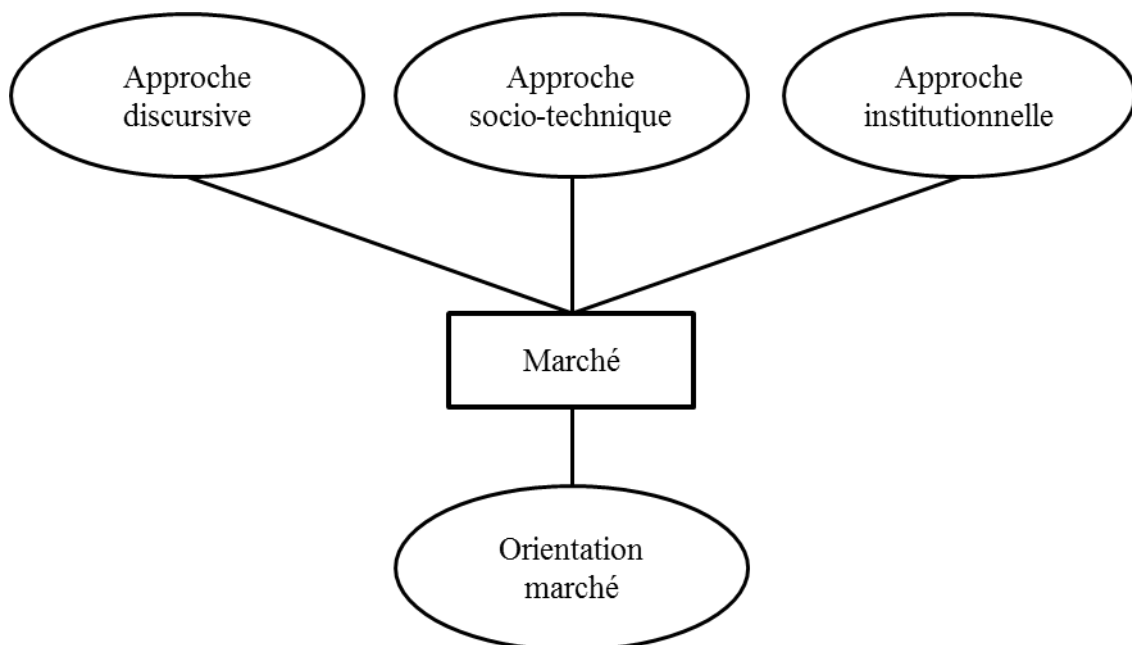 Approche
discursive
Approche
socio-technique
Approche
institutionnelle
Marché
Orientation
marché